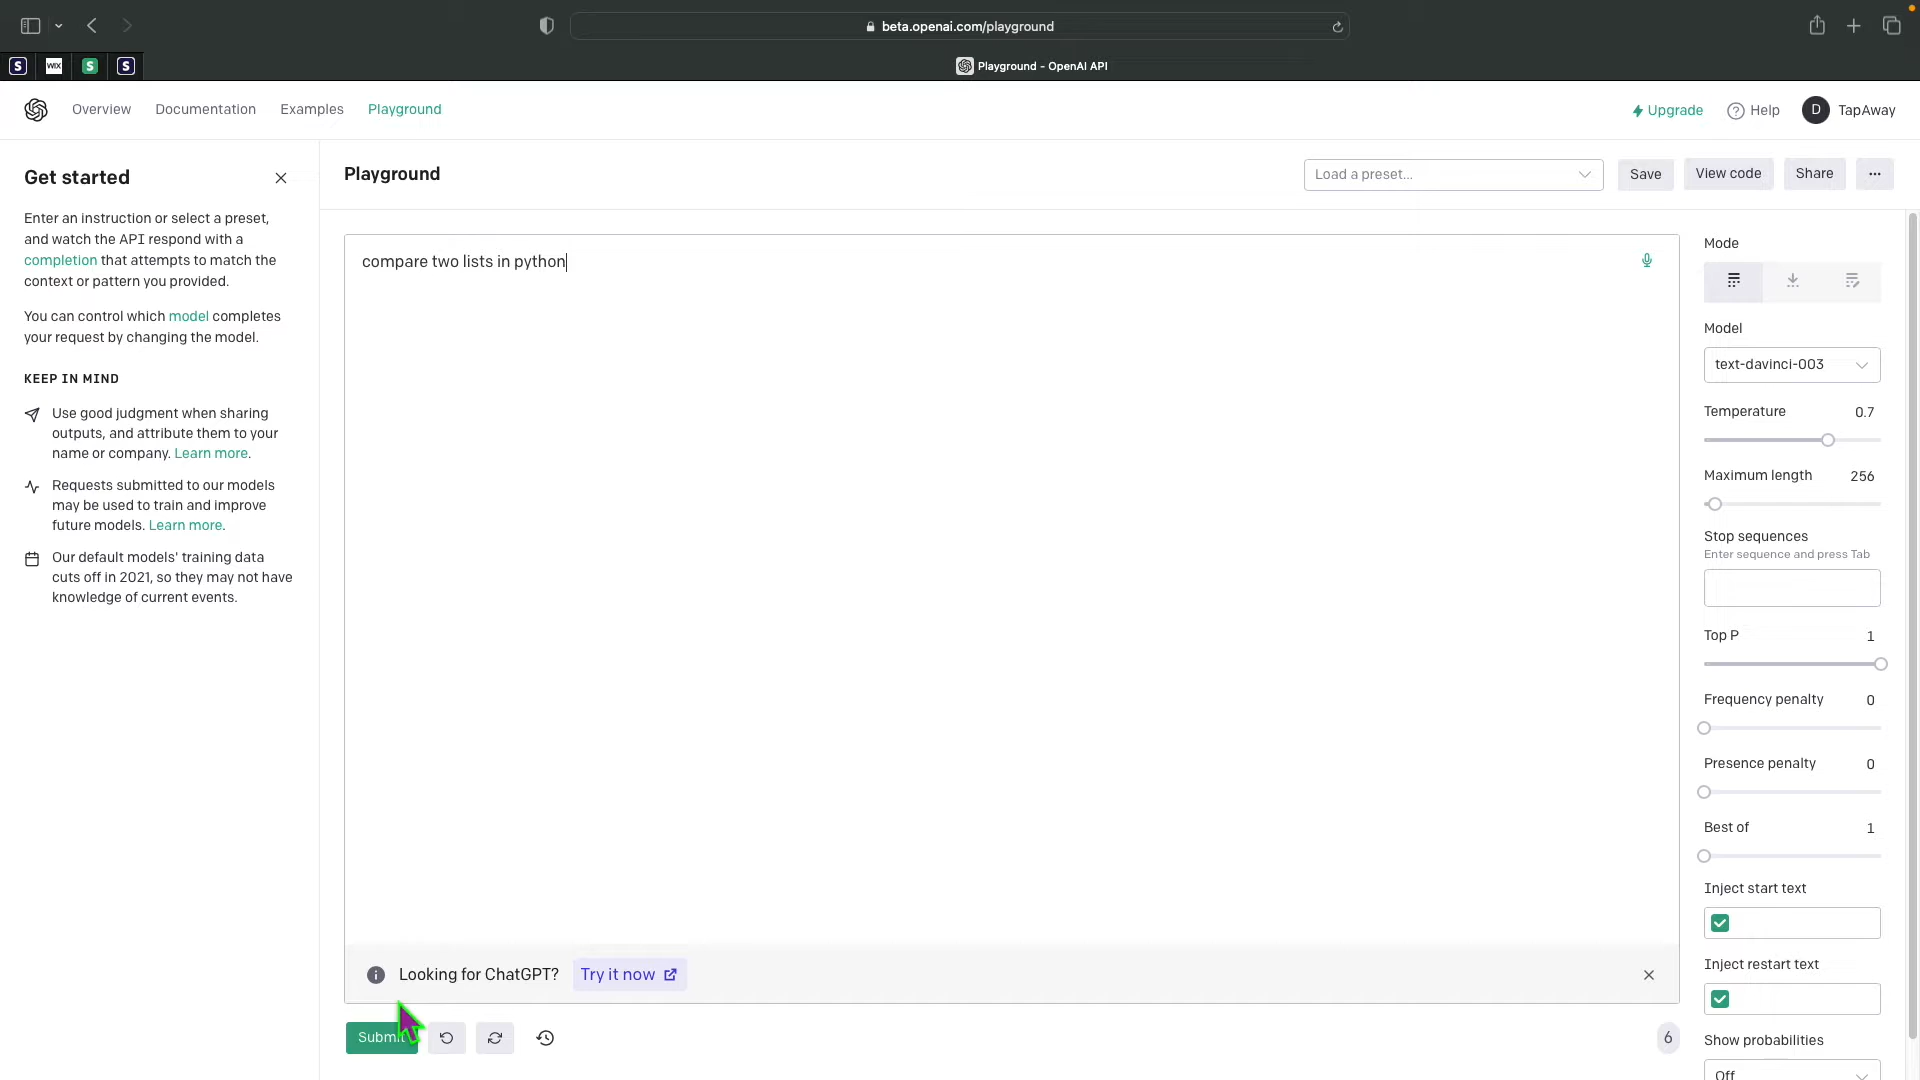 beta.openai.com/playground
S
WIX
S
S
Playground - OpenAI API
Overview
Documentation
Examples
Playground
Upgrade
Help
D
TapAway
Get started
Enter an instruction or select a preset,
and watch the API respond with a
completion that attempts to match the
context or pattern you provided.
You can control which model completes
your request by changing the model.
KEEP IN MIND
Use good judgment when sharing
outputs, and attribute them to your
name or company. Learn more.
Requests submitted to our models
may be used to train and improve
future models. Learn more.
Our default models' training data
cuts off in 2021, so they may not have
knowledge of current events.
Playground
Load a preset...
Save
View code
Share
compare two lists in python
Looking for ChatGPT?
Try it now
Submit
6
Mode
Model
text-davinci-003
Temperature 0.7
Maximum length 256
Stop sequences
Enter sequence and press Tab
Top P 1
Frequency penalty 0
Presence penalty 0
Best of 1
Inject start text
Inject restart text
Show probabilities
Off